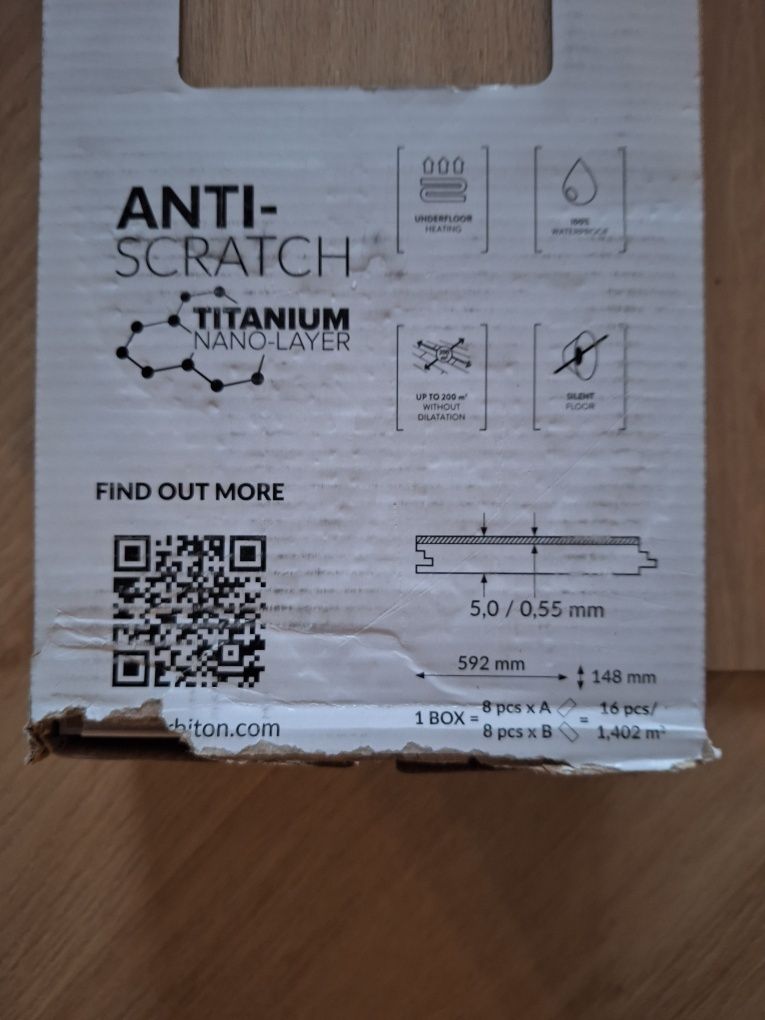 ANTI-
SCRATCH
TITANIUM
NANO-LAYER
UNDERFLOOR
HEATING
100%
WATERPROOF
UP TO 200 m²
WITHOUT
DILATATION
SILENT
FLOOR
FIND OUT MORE
biton.com
5,0 / 0,55 mm
592 mm
148 mm
1 BOX = 8 pcs x A = 16 pcs/
8 pcs x B 1,402 m²